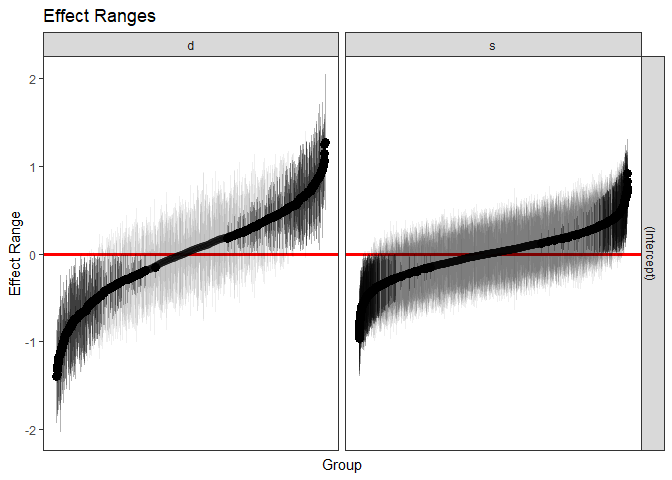 Effect Ranges
d
s
2
1
0
-1
-2
Effect Range
(Intercept)
Group